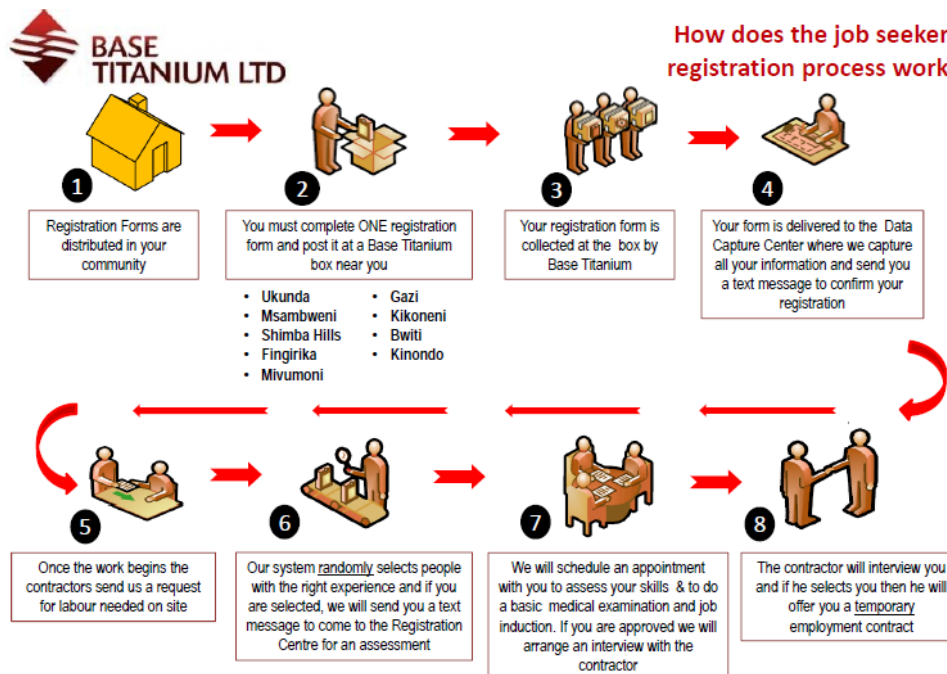 BASE
TITANIUM LTD
How does the job seeker
registration process work
1
Registration Forms are
distributed in your
community
2
You must complete ONE registration
form and post it at a Base Titanium
box near you
• Ukunda
• Msambweni
• Shimba Hills
• Fingirika
• Mivumoni
• Gazi
• Kikoneni
• Bwiti
• Kinondo
3
Your registration form is
collected at the box by
Base Titanium
4
Your form is delivered to the Data
Capture Center where we capture
all your information and send you
a text message to confirm your
registration
5
Once the work begins the
contractors send us a request
for labour needed on site
6
Our system randomly selects people
with the right experience and if you
are selected, we will send you a text
message to come to the Registration
Centre for an assessment
7
We will schedule an appointment
with you to assess your skills & to do
a basic medical examination and job
induction. If you are approved we will
arrange an interview with the
contractor
8
The contractor will interview you
and if he selects you then he will
offer you a temporary
employment contract